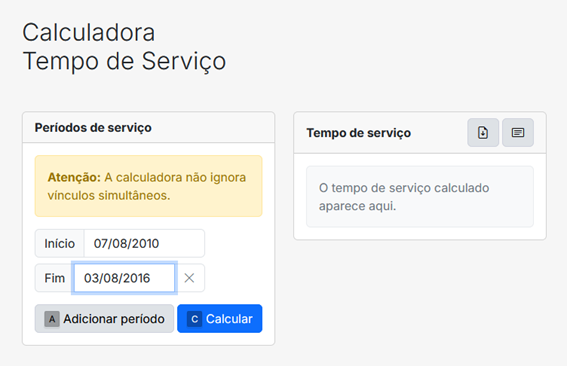 Calculadora
Tempo de Serviço
Períodos de serviço
Atenção: A calculadora não ignora
vínculos simultâneos.
Início 07/08/2010
Fim 03/08/2016
A Adicionar período C Calcular
Tempo de serviço
O tempo de serviço calculado
aparece aqui.